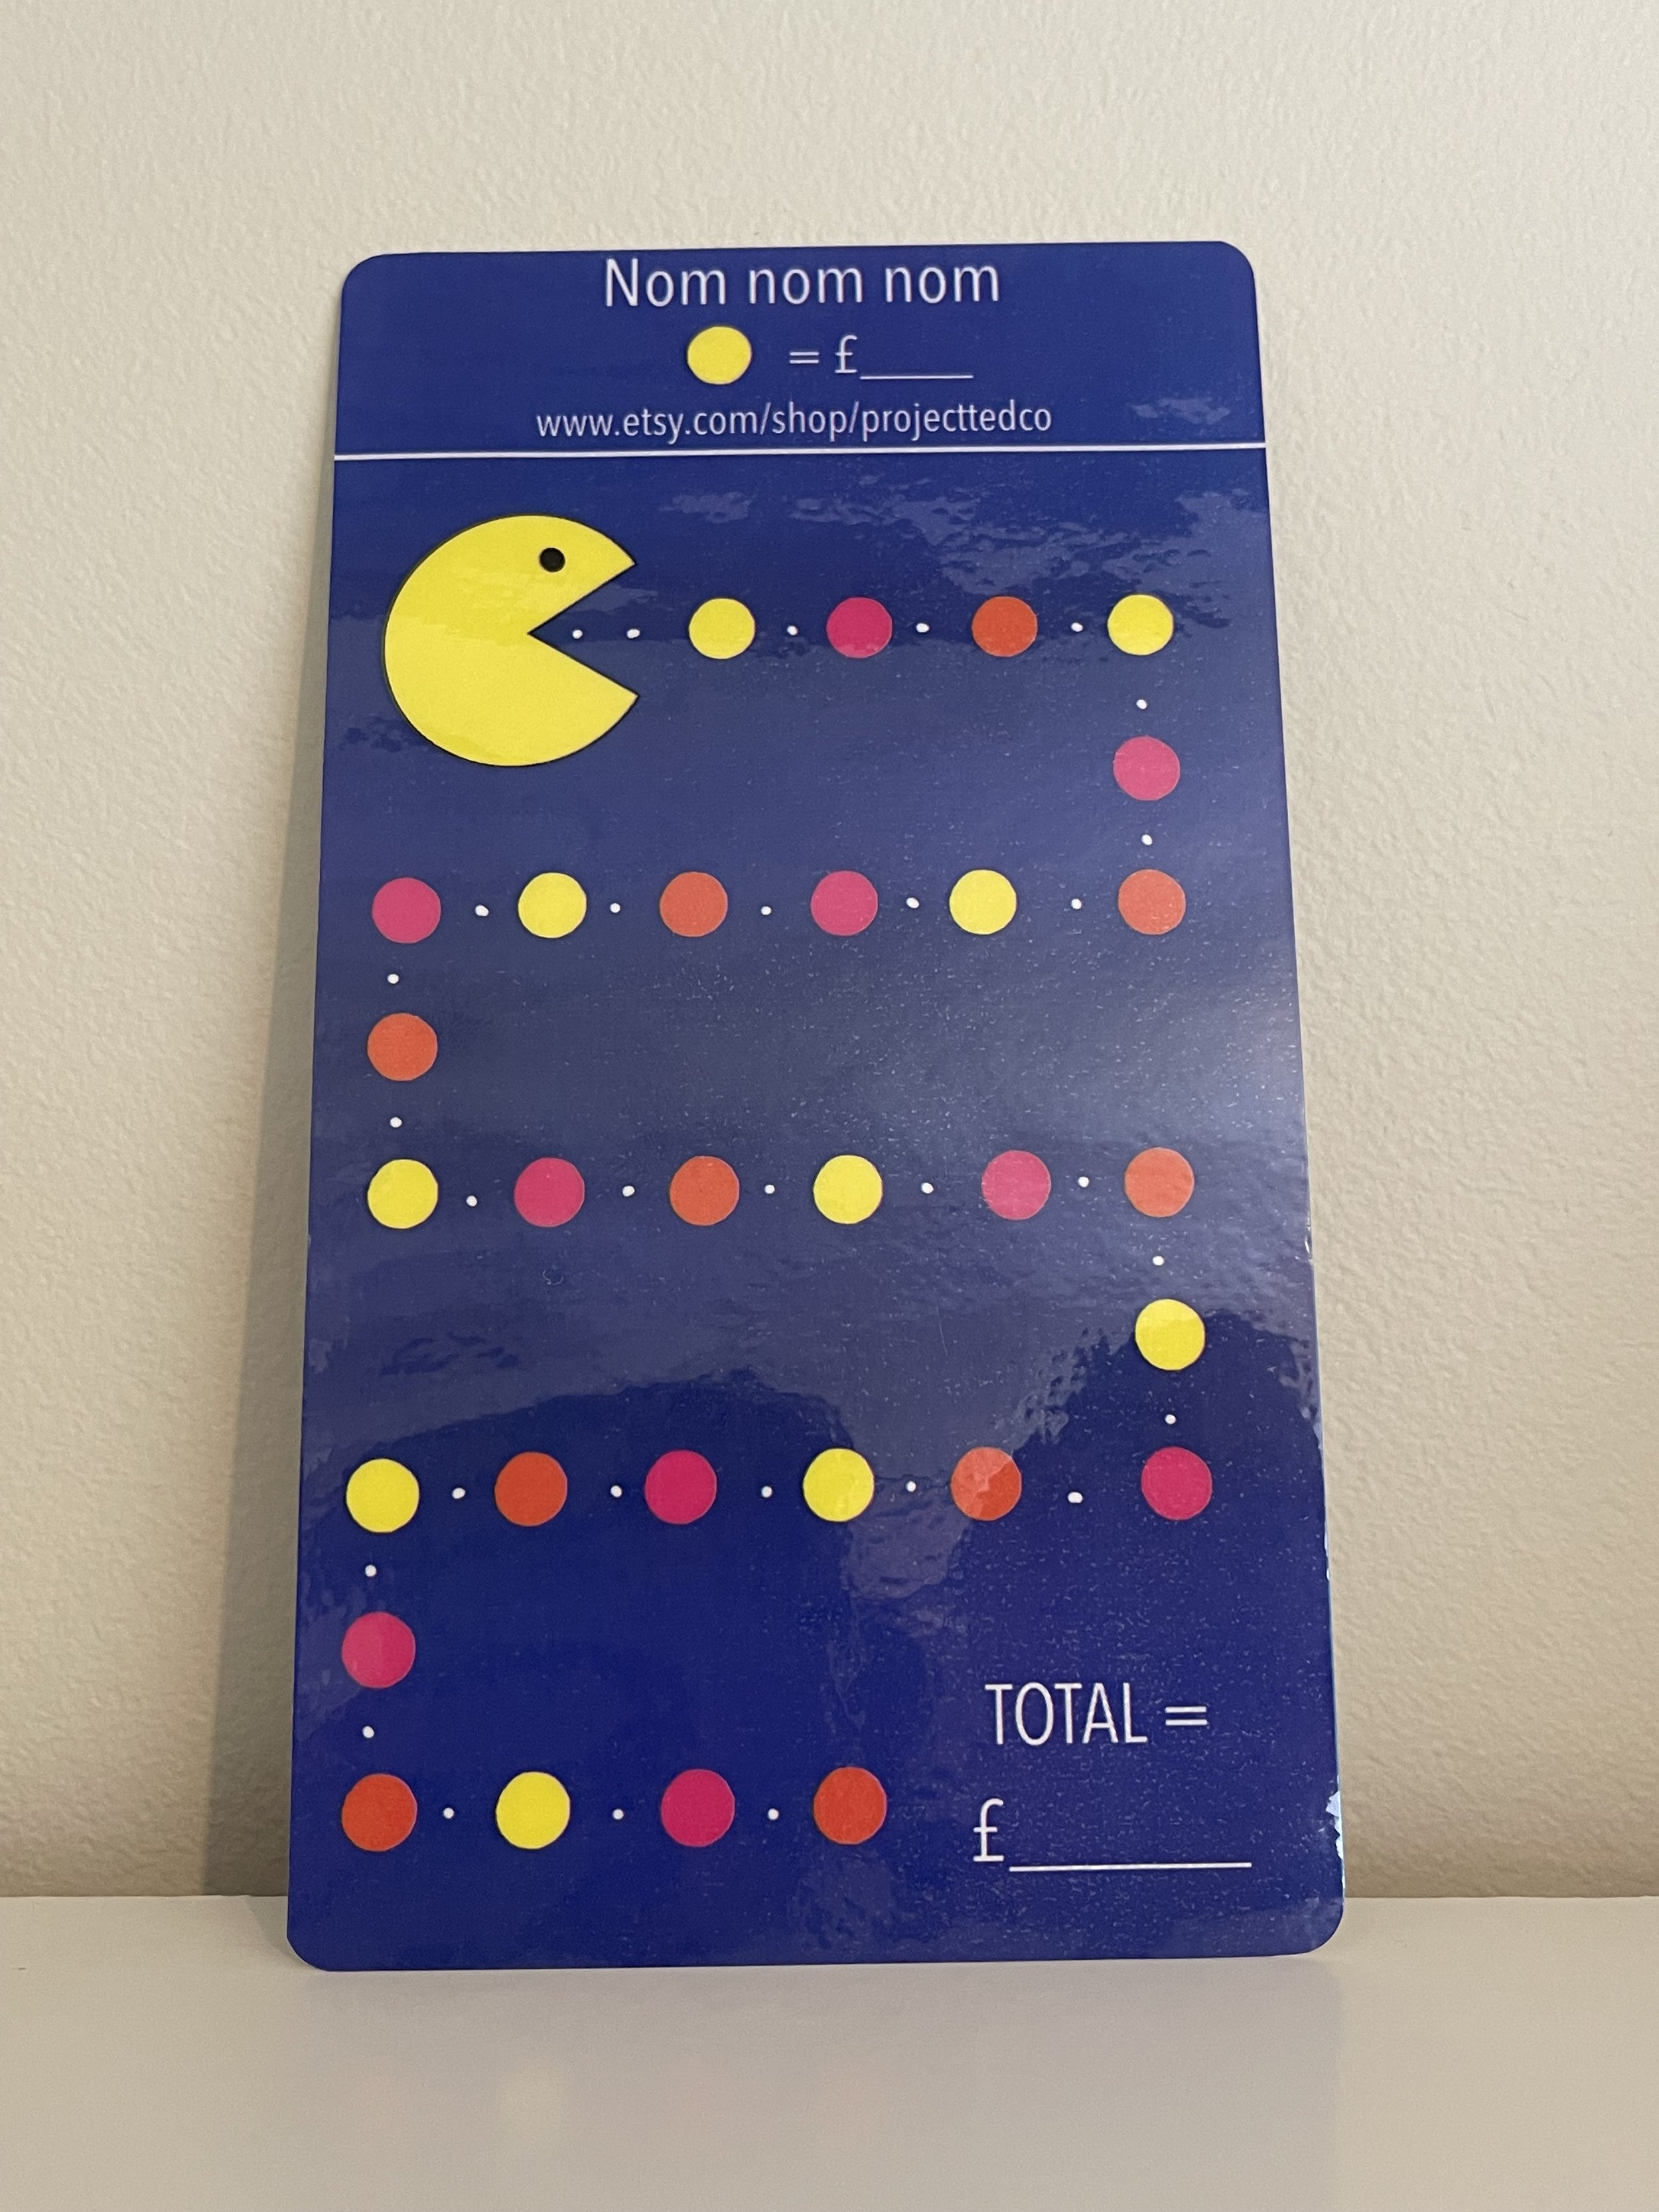 Nom nom nom
= £____
www.etsy.com/shop/projecttedco
TOTAL =
£________